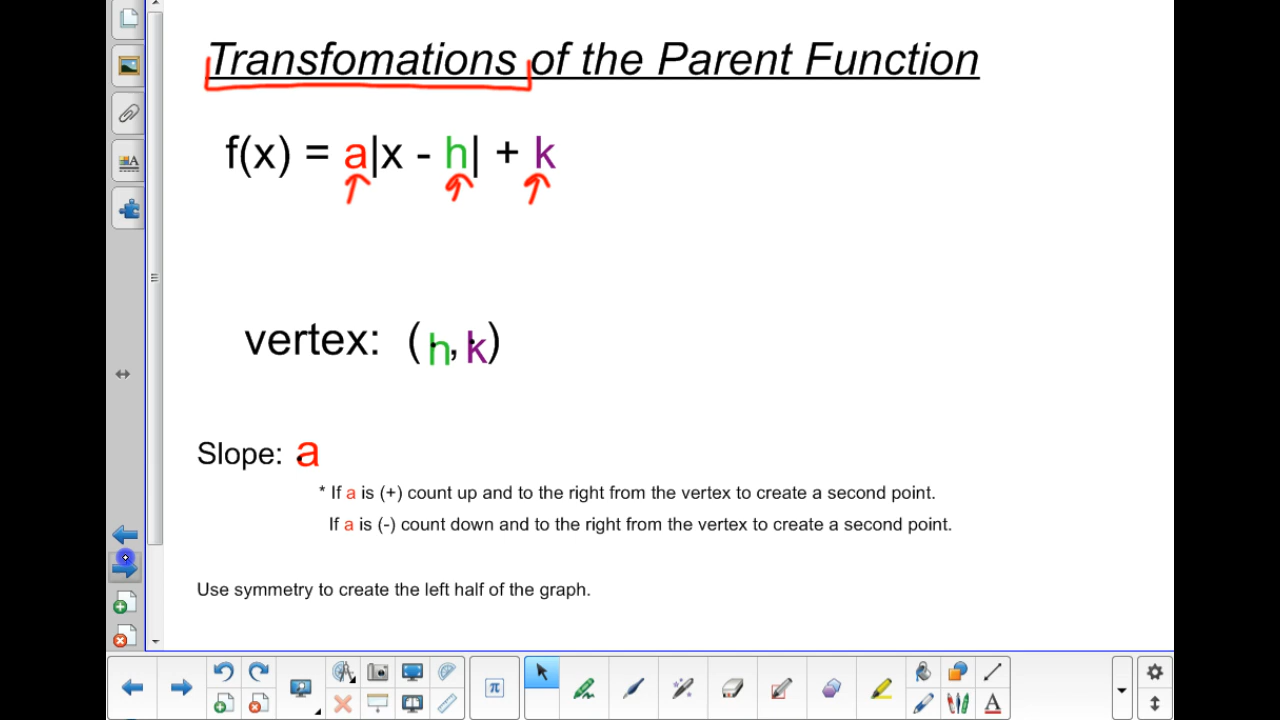 Transfomations of the Parent Function
f(x) = a|x - h| + k
vertex: (h, k)
Slope: a
* If a is (+) count up and to the right from the vertex to create a second point.
If a is (-) count down and to the right from the vertex to create a second point.
Use symmetry to create the left half of the graph.